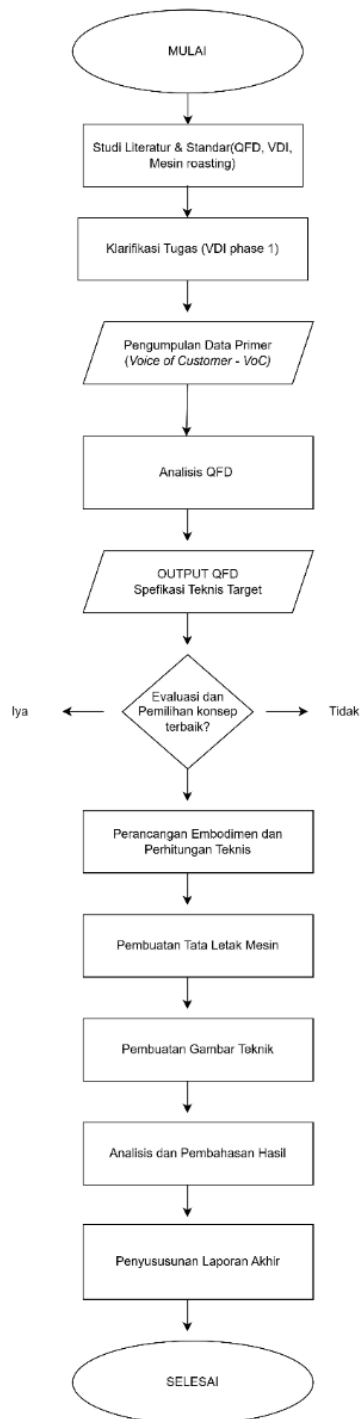 MULAI
Studi Literatur & Standar(QFD, VDI,
Mesin roasting)
Klarifikasi Tugas (VDI phase 1)
Pengumpulan Data Primer
(Voice of Customer - VoC)
Analisis QFD
OUTPUT QFD
Spefikasi Teknis Target
Iya
Evaluasi dan
Pemilihan konsep
terbaik?
Tidak
Perancangan Embodimen dan
Perhitungan Teknis
Pembuatan Tata Letak Mesin
Pembuatan Gambar Teknik
Analisis dan Pembahasan Hasil
Penyususunan Laporan Akhir
SELESAI